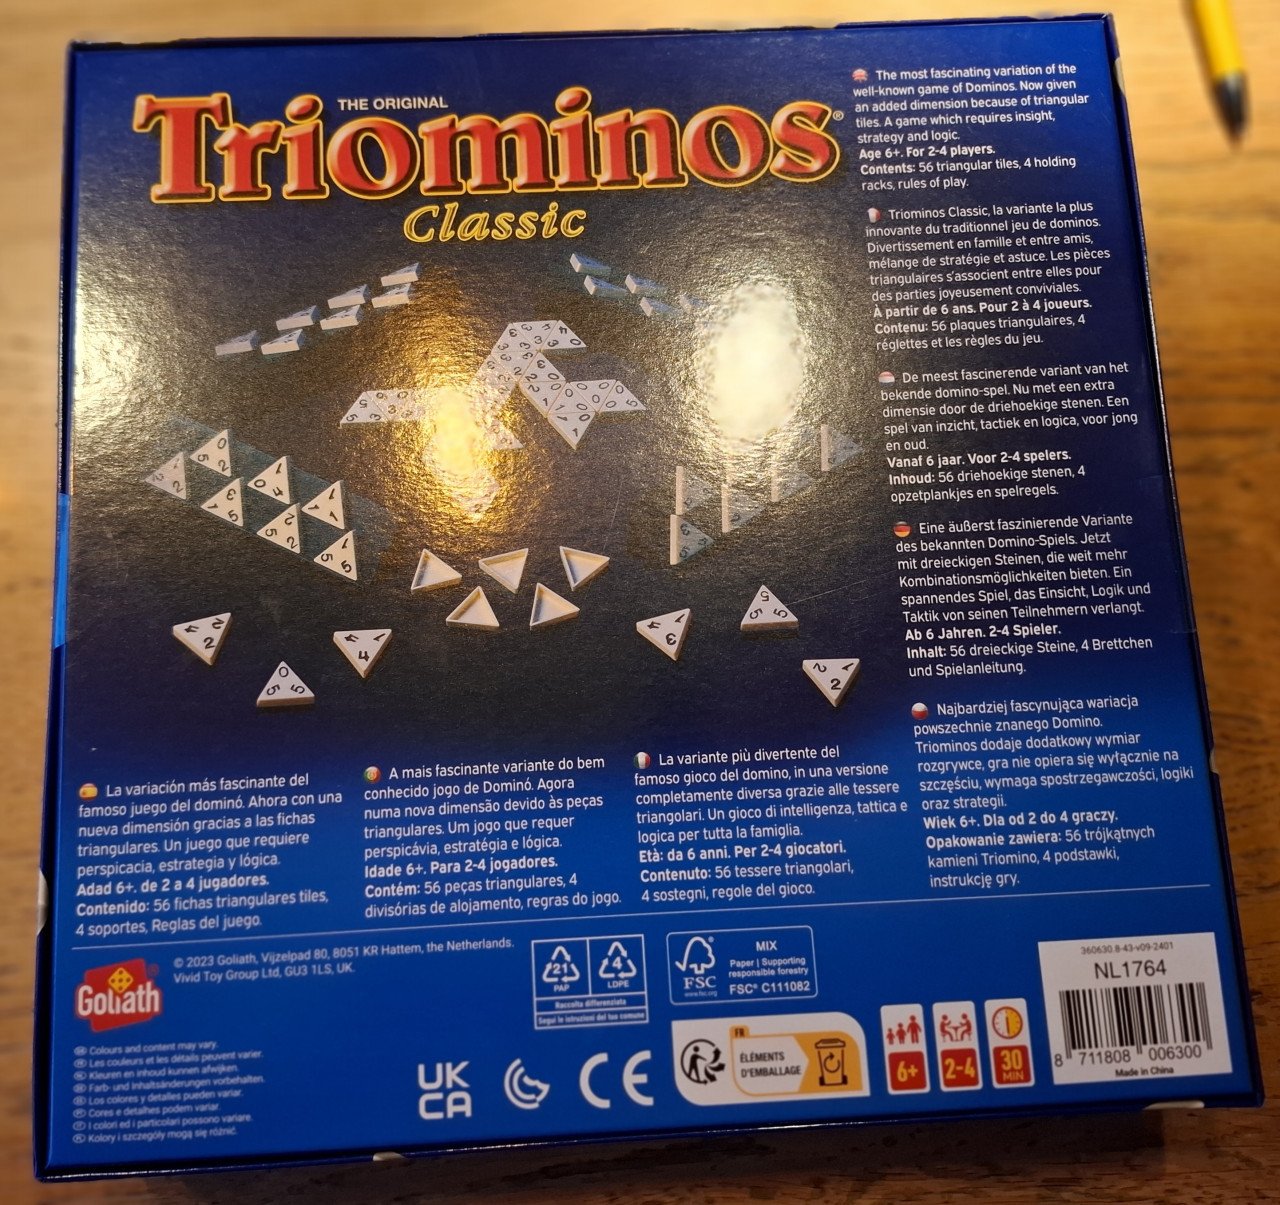 THE ORIGINAL
Triominos®
Classic
The most fascinating variation of the
well-known game of Dominos. Now given
an added dimension because of triangular
tiles. A game which requires insight,
strategy and logic.
Age 6+. For 2-4 players.
Contents: 56 triangular tiles, 4 holding
racks, rules of play.
Triominos Classic, la variante la plus
innovante du traditionnel jeu de dominos.
Divertissement en famille et entre amis,
mélange de stratégie et astuce. Les pièces
triangulaires s'associent entre elles pour
des parties joyeusement conviviales.
À partir de 6 ans. Pour 2 à 4 joueurs.
Contenu: 56 plaques triangulaires, 4
réglettes et les règles du jeu.
De meest fascinerende variant van het
bekende domino-spel. Nu met een extra
dimensie door de driehoekige stenen. Een
spel van inzicht, tactiek en logica, voor jong
en oud.
Vanaf 6 jaar. Voor 2-4 spelers.
Inhoud: 56 driehoekige stenen, 4
opzetplankjes en spelregels.
Eine äußerst faszinierende Variante
des bekannten Domino-Spiels. Jetzt
mit dreieckigen Steinen, die weit mehr
Kombinationsmöglichkeiten bieten. Ein
spannendes Spiel, das Einsicht, Logik und
Taktik von seinen Teilnehmern verlangt.
Ab 6 Jahren. 2-4 Spieler.
Inhalt: 56 dreieckige Steine, 4 Brettchen
und Spielanleitung.
Najbardziej fascynująca wariacja
powszechnie znanego Domino.
Triominos dodaje dodatkowy wymiar
rozgrywce, gra nie opiera się wyłącznie na
szczęściu, wymaga spostrzegawczości, logiki
oraz strategii.
Wiek 6+. Dla od 2 do 4 graczy.
Opakowanie zawiera: 56 trójkątnych
kamieni Triomino, 4 podstawki,
instrukcję gry.
La variación más fascinante del
famoso juego del dominó. Ahora con una
nueva dimensión gracias a las fichas
triangulares. Un juego que requiere
perspicacia, estrategia y lógica.
Adad 6+. de 2 a 4 jugadores.
Contenido: 56 fichas triangulares tiles,
4 soportes, Reglas del juego.
A mais fascinante variante do bem
conhecido jogo de Dominó. Agora
numa nova dimensão devido às peças
triangulares. Um jogo que requer
perspicávia, estratégia e lógica.
Idade 6+. Para 2-4 jogadores.
Contém: 56 peças triangulares, 4
divisórias de alojamento, regras do jogo.
La variante più divertente del
famoso gioco del domino, in una versione
completamente diversa grazie alle tessere
triangolari. Un gioco di intelligenza, tattica e
logica per tutta la famiglia.
Età: da 6 anni. Per 2-4 giocatori.
Contenuto: 56 tessere triangolari,
4 sostegni, regole del gioco.
Goliath®
© 2023 Goliath, Vijzelpad 80, 8051 KR Hattem, the Netherlands.
Vivid Toy Group Ltd, GU3 1LS, UK.
21
PAP
4
LDPE
Raccolta differenziata
Segui le istruzioni del tuo comune
FSC
www.fsc.org
MIX
Paper | Supporting
responsible forestry
FSC® C111082
360630.8-43-v09-2401
NL1764
8 711808 006300
Made in China
Colours and content may vary.
Les couleurs et les détails peuvent varier.
Kleuren en inhoud kunnen afwijken.
Farb- und Inhaltsänderungen vorbehalten.
Los colores y detalles pueden variar.
Cores e detalhes podem variar.
I colori ed i particolari possono variare.
Kolory i szczegóły mogą się różnić.
UK
CA
CE
FR
ÉLÉMENTS
D'EMBALLAGE
6+
2-4
30
MIN